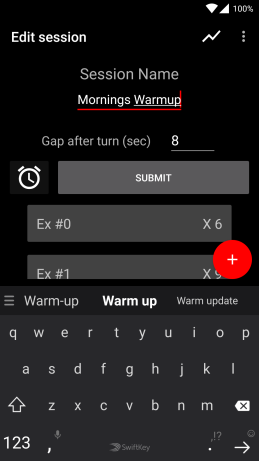 100%
Edit session
Session Name
Mornings Warmup
Gap after turn (sec) 8
SUBMIT
Ex #0 X 6
Ex #1 X 9
Warm-up Warm up Warm update
q w e r t y u i o p
a s d f g h j k l
z x c v b n m
123 , SwiftKey . ,!?